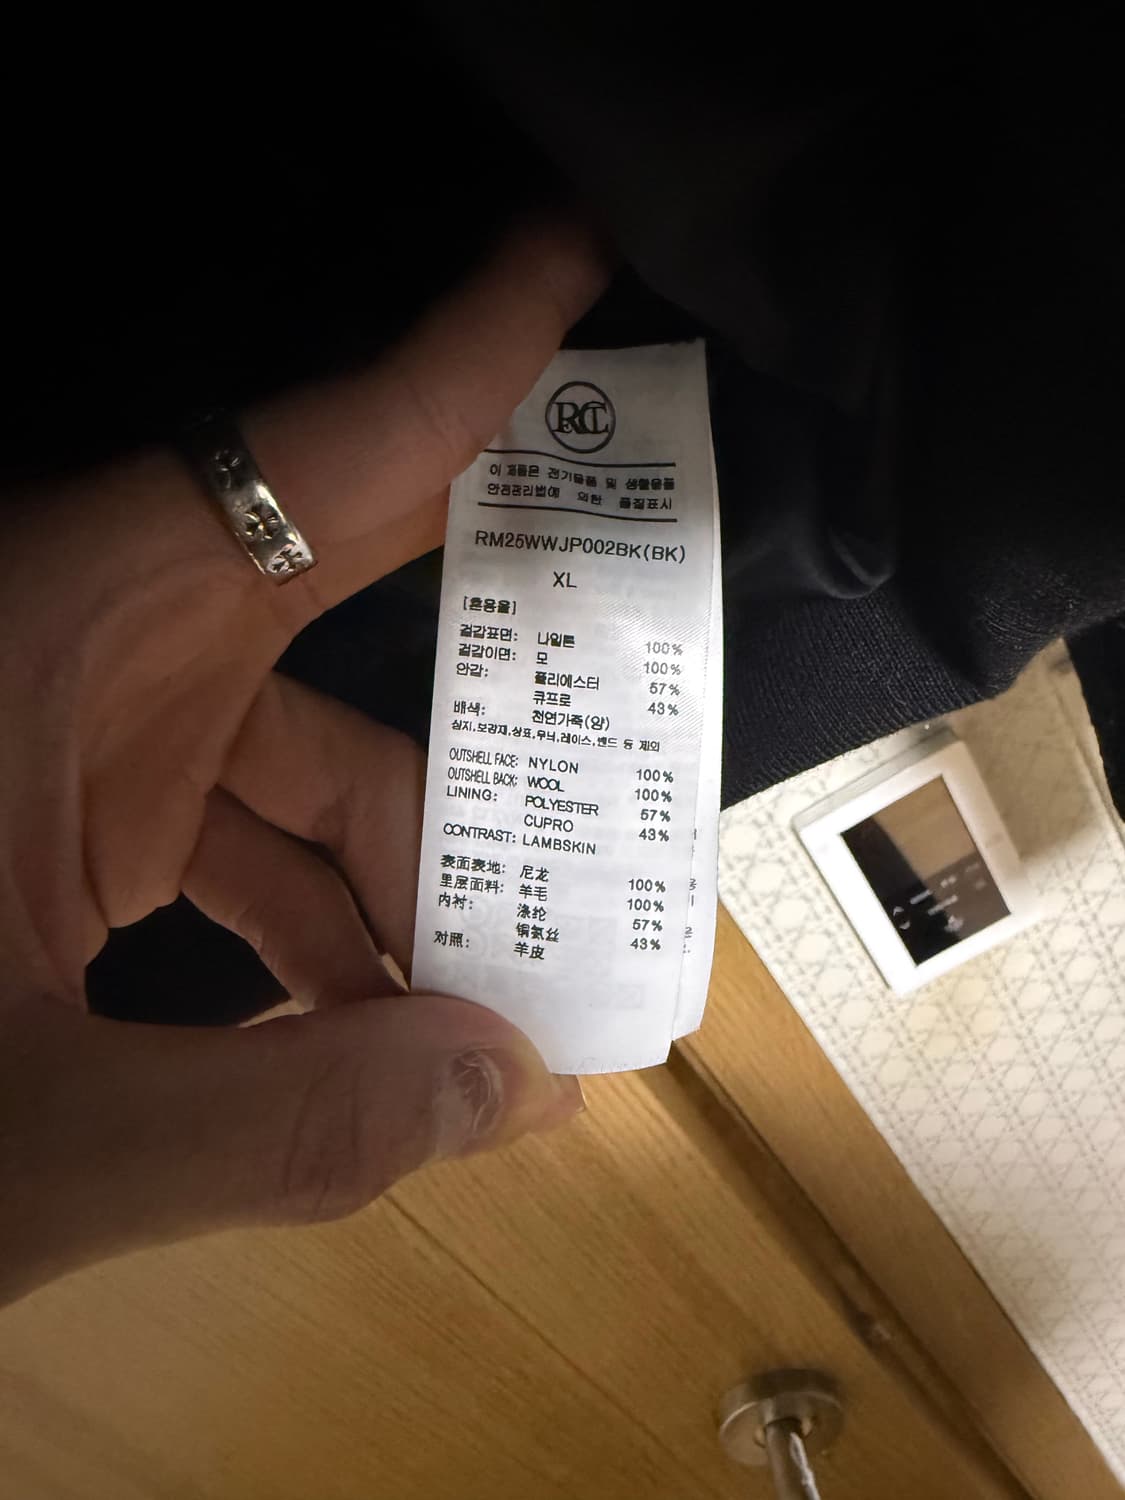 RCT
이 제품은 전기용품 및 생활용품
안전관리법에 의한 품질표시
RM25WWJP002BK(BK)
XL
[혼용율]
겉감표면: 나일론 100%
겉감이면: 모 100%
안감: 폴리에스터 57%
큐프로 43%
배색: 천연가죽(양)
심지,보강재,상표,무늬,레이스,밴드 등 제외
OUTSHELL FACE: NYLON 100%
OUTSHELL BACK: WOOL 100%
LINING: POLYESTER 57%
CUPRO 43%
CONTRAST: LAMBSKIN
表面表地: 尼龙 100%
里层面料: 羊毛 100%
内衬: 涤纶 57%
铜氨丝 43%
对照: 羊皮